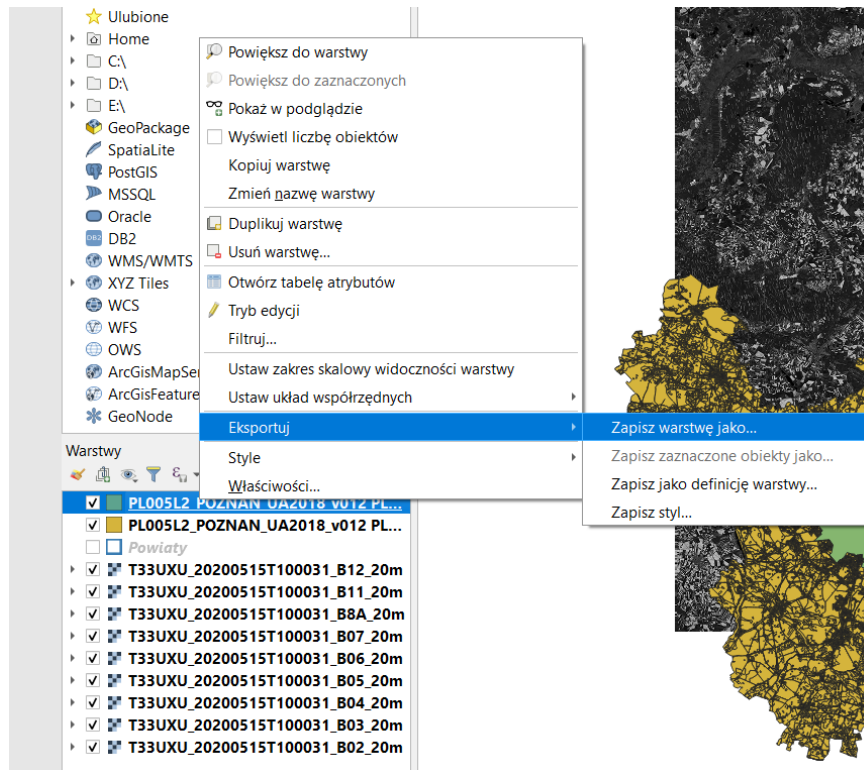 Ulubione
Home
C:\
D:\
E:\
GeoPackage
SpatiaLite
PostGIS
MSSQL
Oracle
DB2
WMS/WMTS
XYZ Tiles
WCS
WFS
OWS
ArcGisMapSer
ArcGisFeature
GeoNode
Powiększ do warstwy
Powiększ do zaznaczonych
Pokaż w podglądzie
Wyświetl liczbę obiektów
Kopiuj warstwę
Zmień nazwę warstwy
Duplikuj warstwę
Usuń warstwę...
Otwórz tabelę atrybutów
Tryb edycji
Filtruj...
Ustaw zakres skalowy widoczności warstwy
Ustaw układ współrzędnych
Eksportuj
Style
Właściwości...
Zapisz warstwę jako...
Zapisz zaznaczone obiekty jako...
Zapisz jako definicję warstwy...
Zapisz styl...
Warstwy
PL005L2_POZNAN_UA2018_v012 PL...
PL005L2_POZNAN_UA2018_v012 PL...
Powiaty
T33UXU_20200515T100031_B12_20m
T33UXU_20200515T100031_B11_20m
T33UXU_20200515T100031_B8A_20m
T33UXU_20200515T100031_B07_20m
T33UXU_20200515T100031_B06_20m
T33UXU_20200515T100031_B05_20m
T33UXU_20200515T100031_B04_20m
T33UXU_20200515T100031_B03_20m
T33UXU_20200515T100031_B02_20m